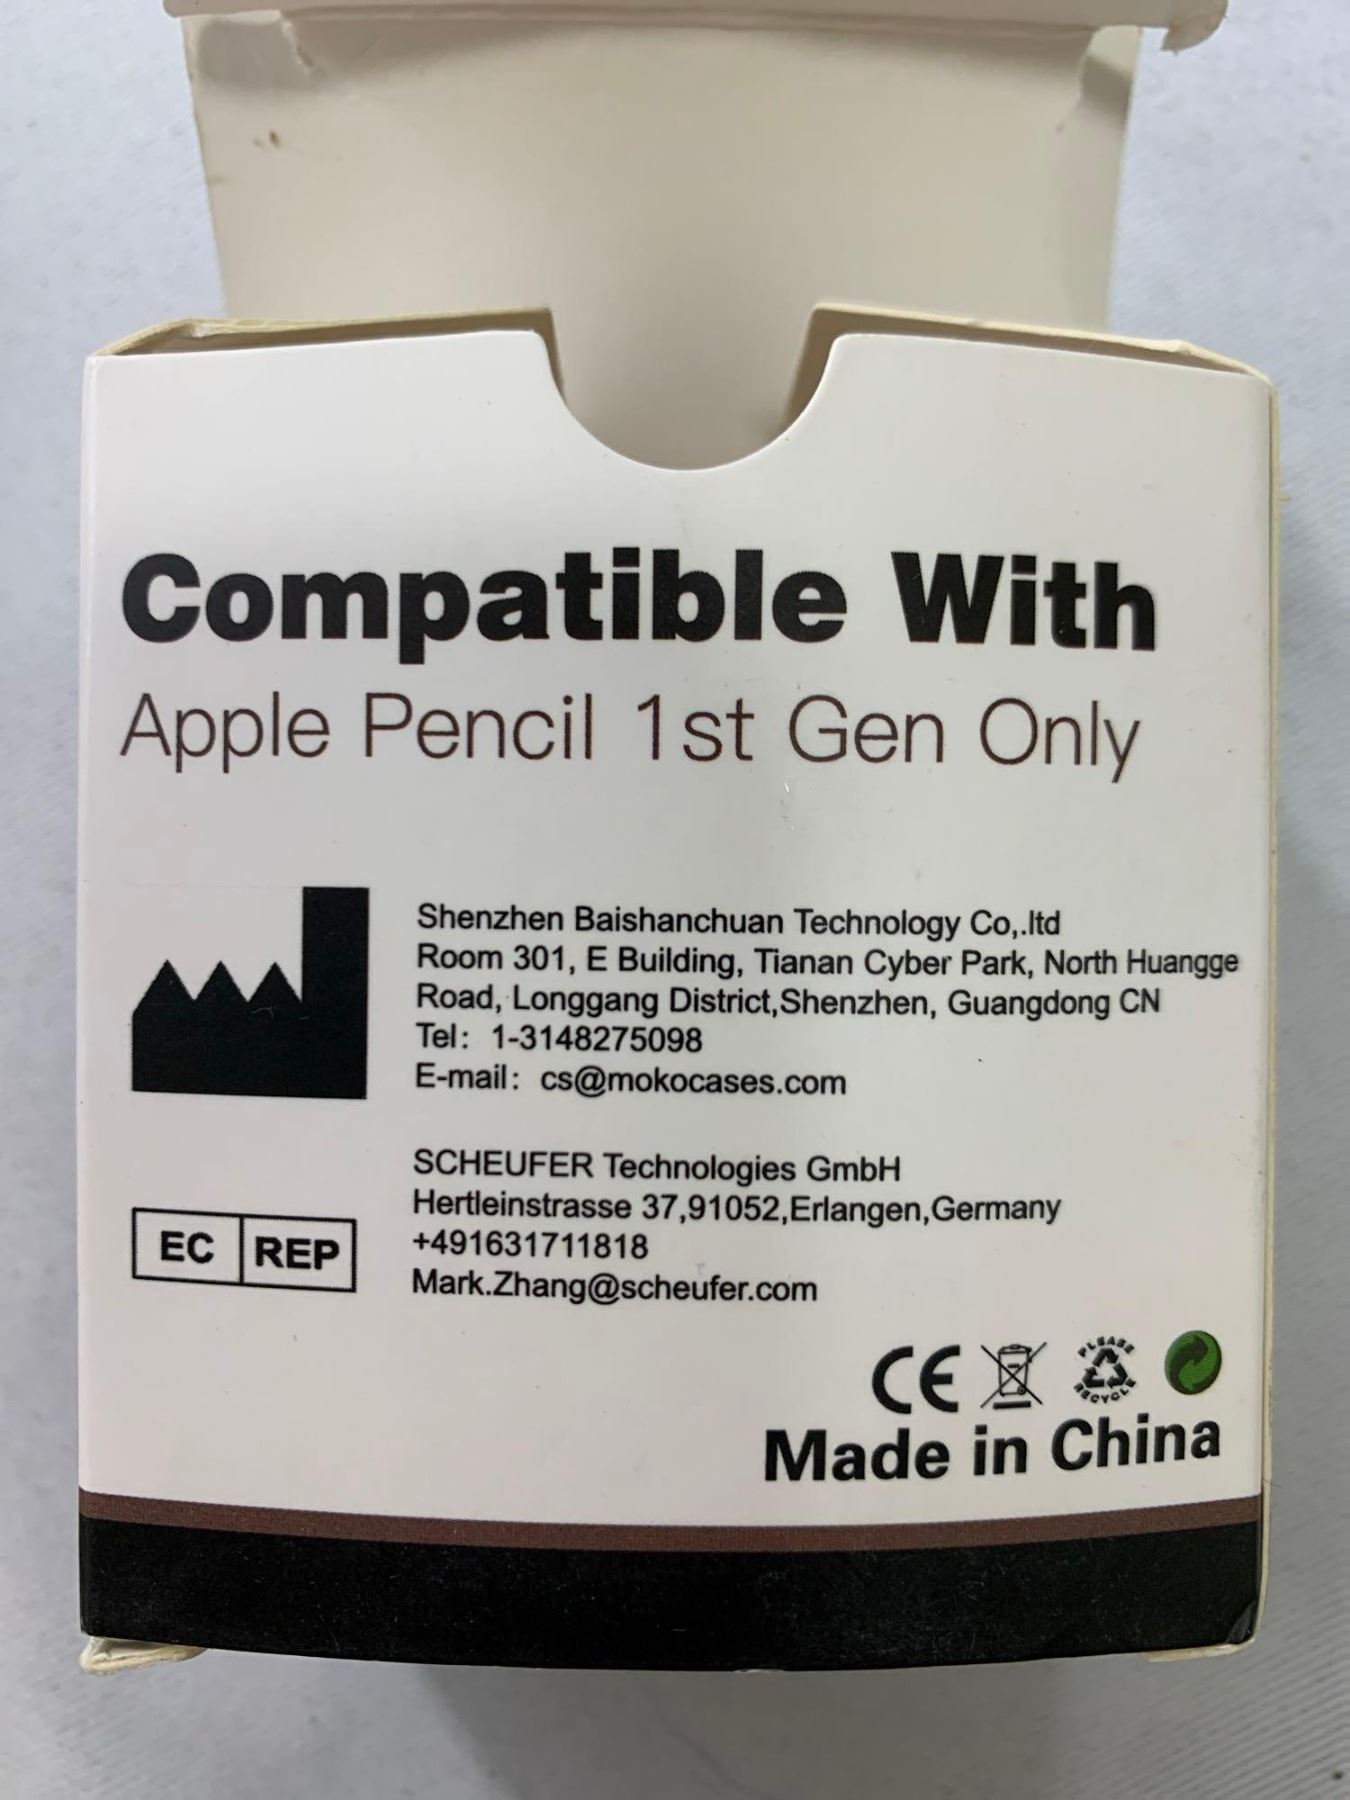 Compatible With
Apple Pencil 1st Gen Only
Shenzhen Baishanchuan Technology Co,.ltd
Room 301, E Building, Tianan Cyber Park, North Huangge
Road, Longgang District,Shenzhen, Guangdong CN
Tel: 1-3148275098
E-mail: cs@mokocases.com
SCHEUFER Technologies GmbH
Hertleinstrasse 37,91052,Erlangen,Germany
+491631711818
Mark.Zhang@scheufer.com
EC REP
CE
PLEASE
RECYCLE
Made in China